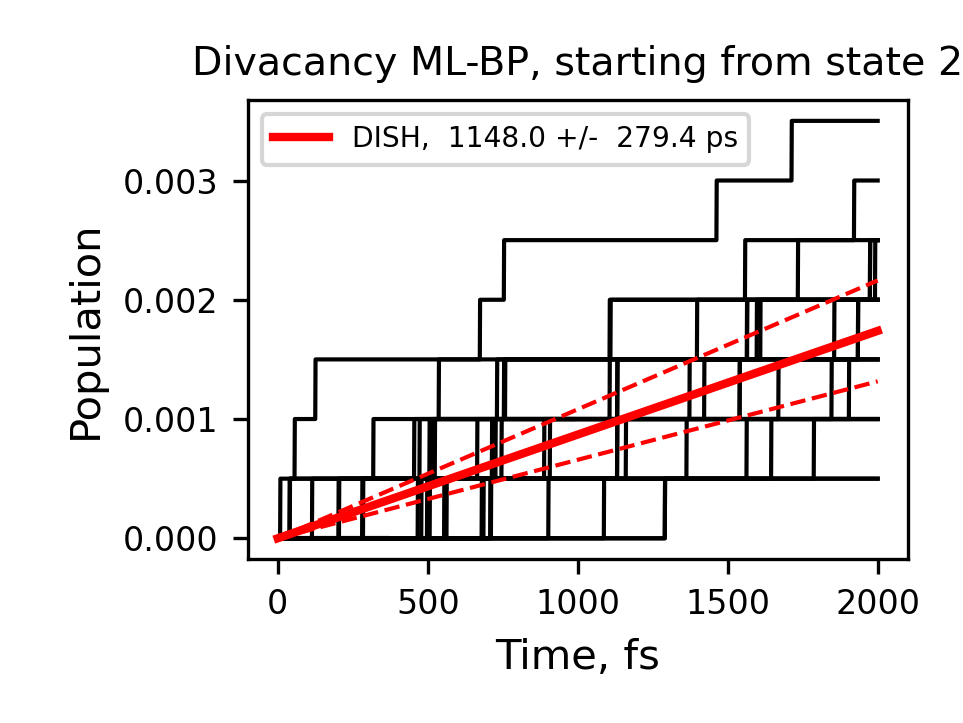 Divacancy ML-BP, starting from state 2
DISH,  1148.0 +/-  279.4 ps
0.003
0.002
0.001
0.000
Population
0 500 1000 1500 2000
Time, fs